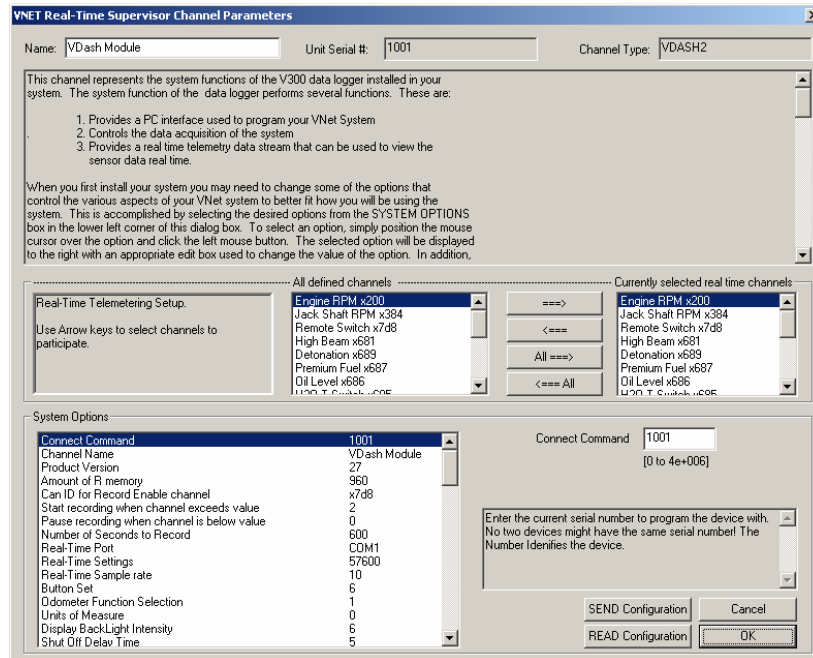 VNET Real-Time Supervisor Channel Parameters
Name: VDash Module Unit Serial #: 1001 Channel Type: VDASH2
This channel represents the system functions of the V300 data logger installed in your
system. The system function of the data logger performs several functions. These are:
1. Provides a PC interface used to program your VNet System
. 2. Controls the data acquisition of the system
3. Provides a real time telemetry data stream that can be used to view the
sensor data real time.
When you first install your system you may need to change some of the options that
control the various aspects of your VNet system to better fit how you will be using the
system. This is accomplished by selecting the desired options from the SYSTEM OPTIONS
box in the lower left corner of this dialog box. To select an option, simply position the mouse
cursor over the option and click the left mouse button. The selected option will be displayed
to the right with an appropriate edit box used to change the value of the option. In addition,
All defined channels
Currently selected real time channels
Real-Time Telemetering Setup.
Use Arrow keys to select channels to
participate.
Engine RPM x200
Jack Shaft RPM x384
Remote Switch x7d8
High Beam x681
Detonation x689
Premium Fuel x687
Oil Level x686
===>
<===
All ===>
<=== All
Engine RPM x200
Jack Shaft RPM x384
Remote Switch x7d8
High Beam x681
Detonation x689
Premium Fuel x687
Oil Level x686
System Options
Connect Command 1001
Channel Name VDash Module
Product Version 27
Amount of R memory 960
Can ID for Record Enable channel x7d8
Start recording when channel exceeds value 2
Pause recording when channel is below value 0
Number of Seconds to Record 600
Real-Time Port COM1
Real-Time Settings 57600
Real-Time Sample rate 10
Button Set 6
Odometer Function Selection 1
Units of Measure 0
Display BackLight Intensity 6
Shut Off Delay Time 5
Connect Command 1001
[0 to 4e+006]
Enter the current serial number to program the device with.
No two devices might have the same serial number! The
Number Idenifies the device.
SEND Configuration Cancel
READ Configuration OK